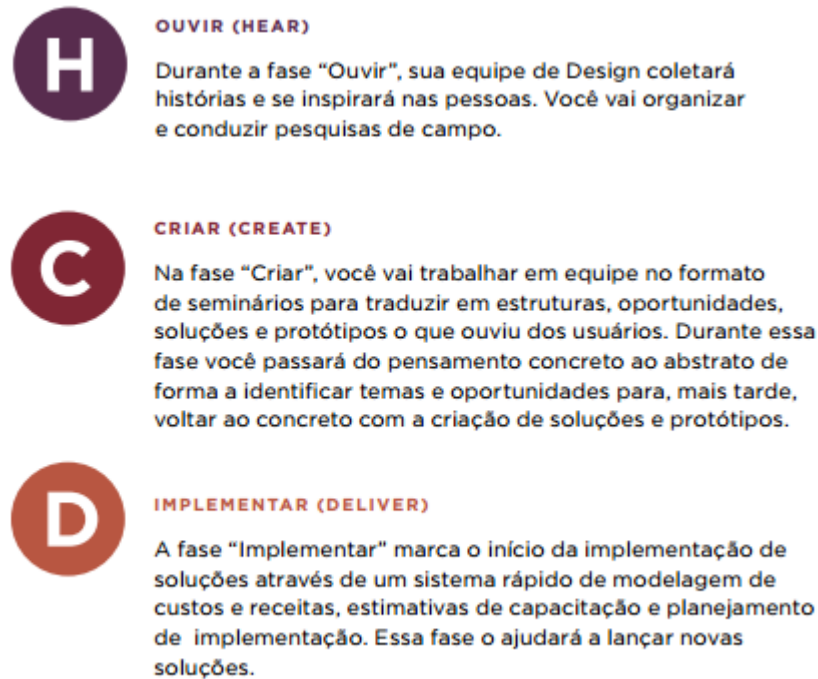 H
OUVIR (HEAR)
Durante a fase “Ouvir”, sua equipe de Design coletará
histórias e se inspirará nas pessoas. Você vai organizar
e conduzir pesquisas de campo.
C
CRIAR (CREATE)
Na fase “Criar”, você vai trabalhar em equipe no formato
de seminários para traduzir em estruturas, oportunidades,
soluções e protótipos o que ouviu dos usuários. Durante essa
fase você passará do pensamento concreto ao abstrato de
forma a identificar temas e oportunidades para, mais tarde,
voltar ao concreto com a criação de soluções e protótipos.
D
IMPLEMENTAR (DELIVER)
A fase “Implementar” marca o início da implementação de
soluções através de um sistema rápido de modelagem de
custos e receitas, estimativas de capacitação e planejamento
de implementação. Essa fase o ajudará a lançar novas
soluções.